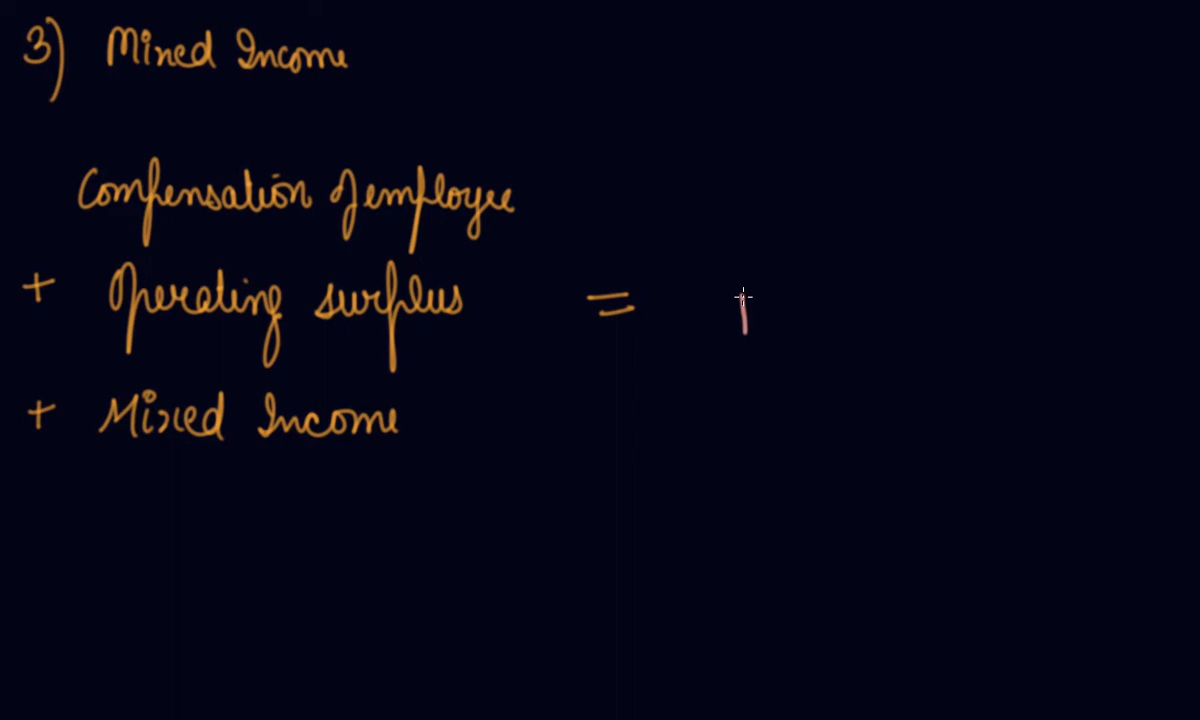 3) Mixed Income
Compensation of employee
+ Operating surplus =
+ Mixed Income